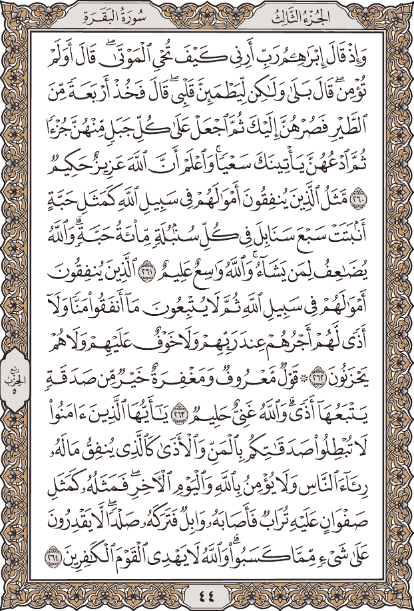 الجزء الثالث
سورة البقرة
وَإِذْ قَالَ إِبْرَٰهِـۧمُ رَبِّ أَرِنِى كَيْفَ تُحْىِ ٱلْمَوْتَىٰ ۖ قَالَ أَوَلَمْ
تُؤْمِن ۖ قَالَ بَلَىٰ وَلَٰكِن لِّيَطْمَئِنَّ قَلْبِى ۖ قَالَ فَخُذْ أَرْبَعَةً مِّنَ
ٱلطَّيْرِ فَصُرْهُنَّ إِلَيْكَ ثُمَّ ٱجْعَلْ عَلَىٰ كُلِّ جَبَلٍ مِّنْهُنَّ جُزْءًا
ثُمَّ ٱدْعُهُنَّ يَأْتِينَكَ سَعْيًا ۚ وَٱعْلَمْ أَنَّ ٱللَّهَ عَزِيزٌ حَكِيمٌ
٢٦٠ مَّثَلُ ٱلَّذِينَ يُنفِقُونَ أَمْوَٰلَهُمْ فِى سَبِيلِ ٱللَّهِ كَمَثَلِ حَبَّةٍ
أَنۢبَتَتْ سَبْعَ سَنَابِلَ فِى كُلِّ سُنۢبُلَةٍ مِّا۟ئَةُ حَبَّةٍ ۗ وَٱللَّهُ
يُضَٰعِفُ لِمَن يَشَآءُ ۗ وَٱللَّهُ وَٰسِعٌ عَلِيمٌ ٢٦١ ٱلَّذِينَ يُنفِقُونَ
أَمْوَٰلَهُمْ فِى سَبِيلِ ٱللَّهِ ثُمَّ لَا يُتْبِعُونَ مَآ أَنفَقُوا۟ مَنًّا وَلَآ
أَذًى ۙ لَّهُمْ أَجْرُهُمْ عِندَ رَبِّهِمْ وَلَا خَوْفٌ عَلَيْهِمْ وَلَا هُمْ
يَحْزَنُونَ ٢٦٢ ۞ قَوْلٌ مَّعْرُوفٌ وَمَغْفِرَةٌ خَيْرٌ مِّن صَدَقَةٍ
يَتْبَعُهَآ أَذًى ۗ وَٱللَّهُ غَنِىٌّ حَلِيمٌ ٢٦٣ يَٰٓأَيُّهَا ٱلَّذِينَ ءَامَنُوا۟
لَا تُبْطِلُوا۟ صَدَقَٰتِكُم بِٱلْمَنِّ وَٱلْأَذَىٰ كَٱلَّذِى يُنفِقُ مَالَهُۥ
رِئَآءَ ٱلنَّاسِ وَلَا يُؤْمِنُ بِٱللَّهِ وَٱلْيَوْمِ ٱلْءَاخِرِ ۖ فَمَثَلُهُۥ كَمَثَلِ
صَفْوَانٍ عَلَيْهِ تُرَابٌ فَأَصَابَهُۥ وَابِلٌ فَتَرَكَهُۥ صَلْدًا ۖ لَّا يَقْدِرُونَ
عَلَىٰ شَىْءٍ مِّمَّا كَسَبُوا۟ ۗ وَٱللَّهُ لَا يَهْدِى ٱلْقَوْمَ ٱلْكَٰفِرِينَ ٢٦٤
ربع
الحزب
٥
٤٤